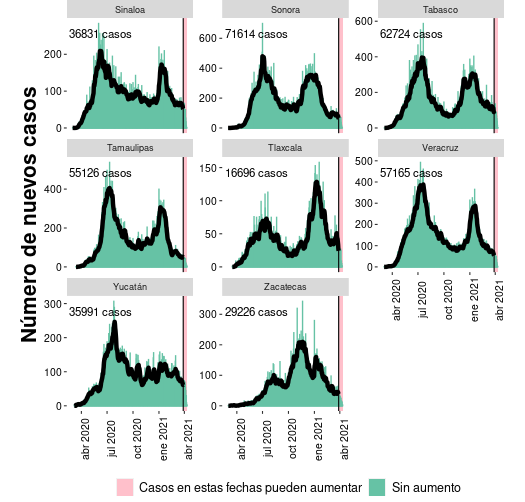 Número de nuevos casos
Sinaloa
36831 casos
200
100
0
Sonora
71614 casos
600
400
200
0
Tabasco
62724 casos
600
400
200
0
Tamaulipas
55126 casos
400
200
0
Tlaxcala
16696 casos
150
100
50
0
Veracruz
57165 casos
500
400
300
200
100
0
abr 2020
jul 2020
oct 2020
ene 2021
abr 2021
Yucatán
35991 casos
300
200
100
0
abr 2020
jul 2020
oct 2020
ene 2021
abr 2021
Zacatecas
29226 casos
300
200
100
0
abr 2020
jul 2020
oct 2020
ene 2021
abr 2021
Casos en estas fechas pueden aumentar
Sin aumento